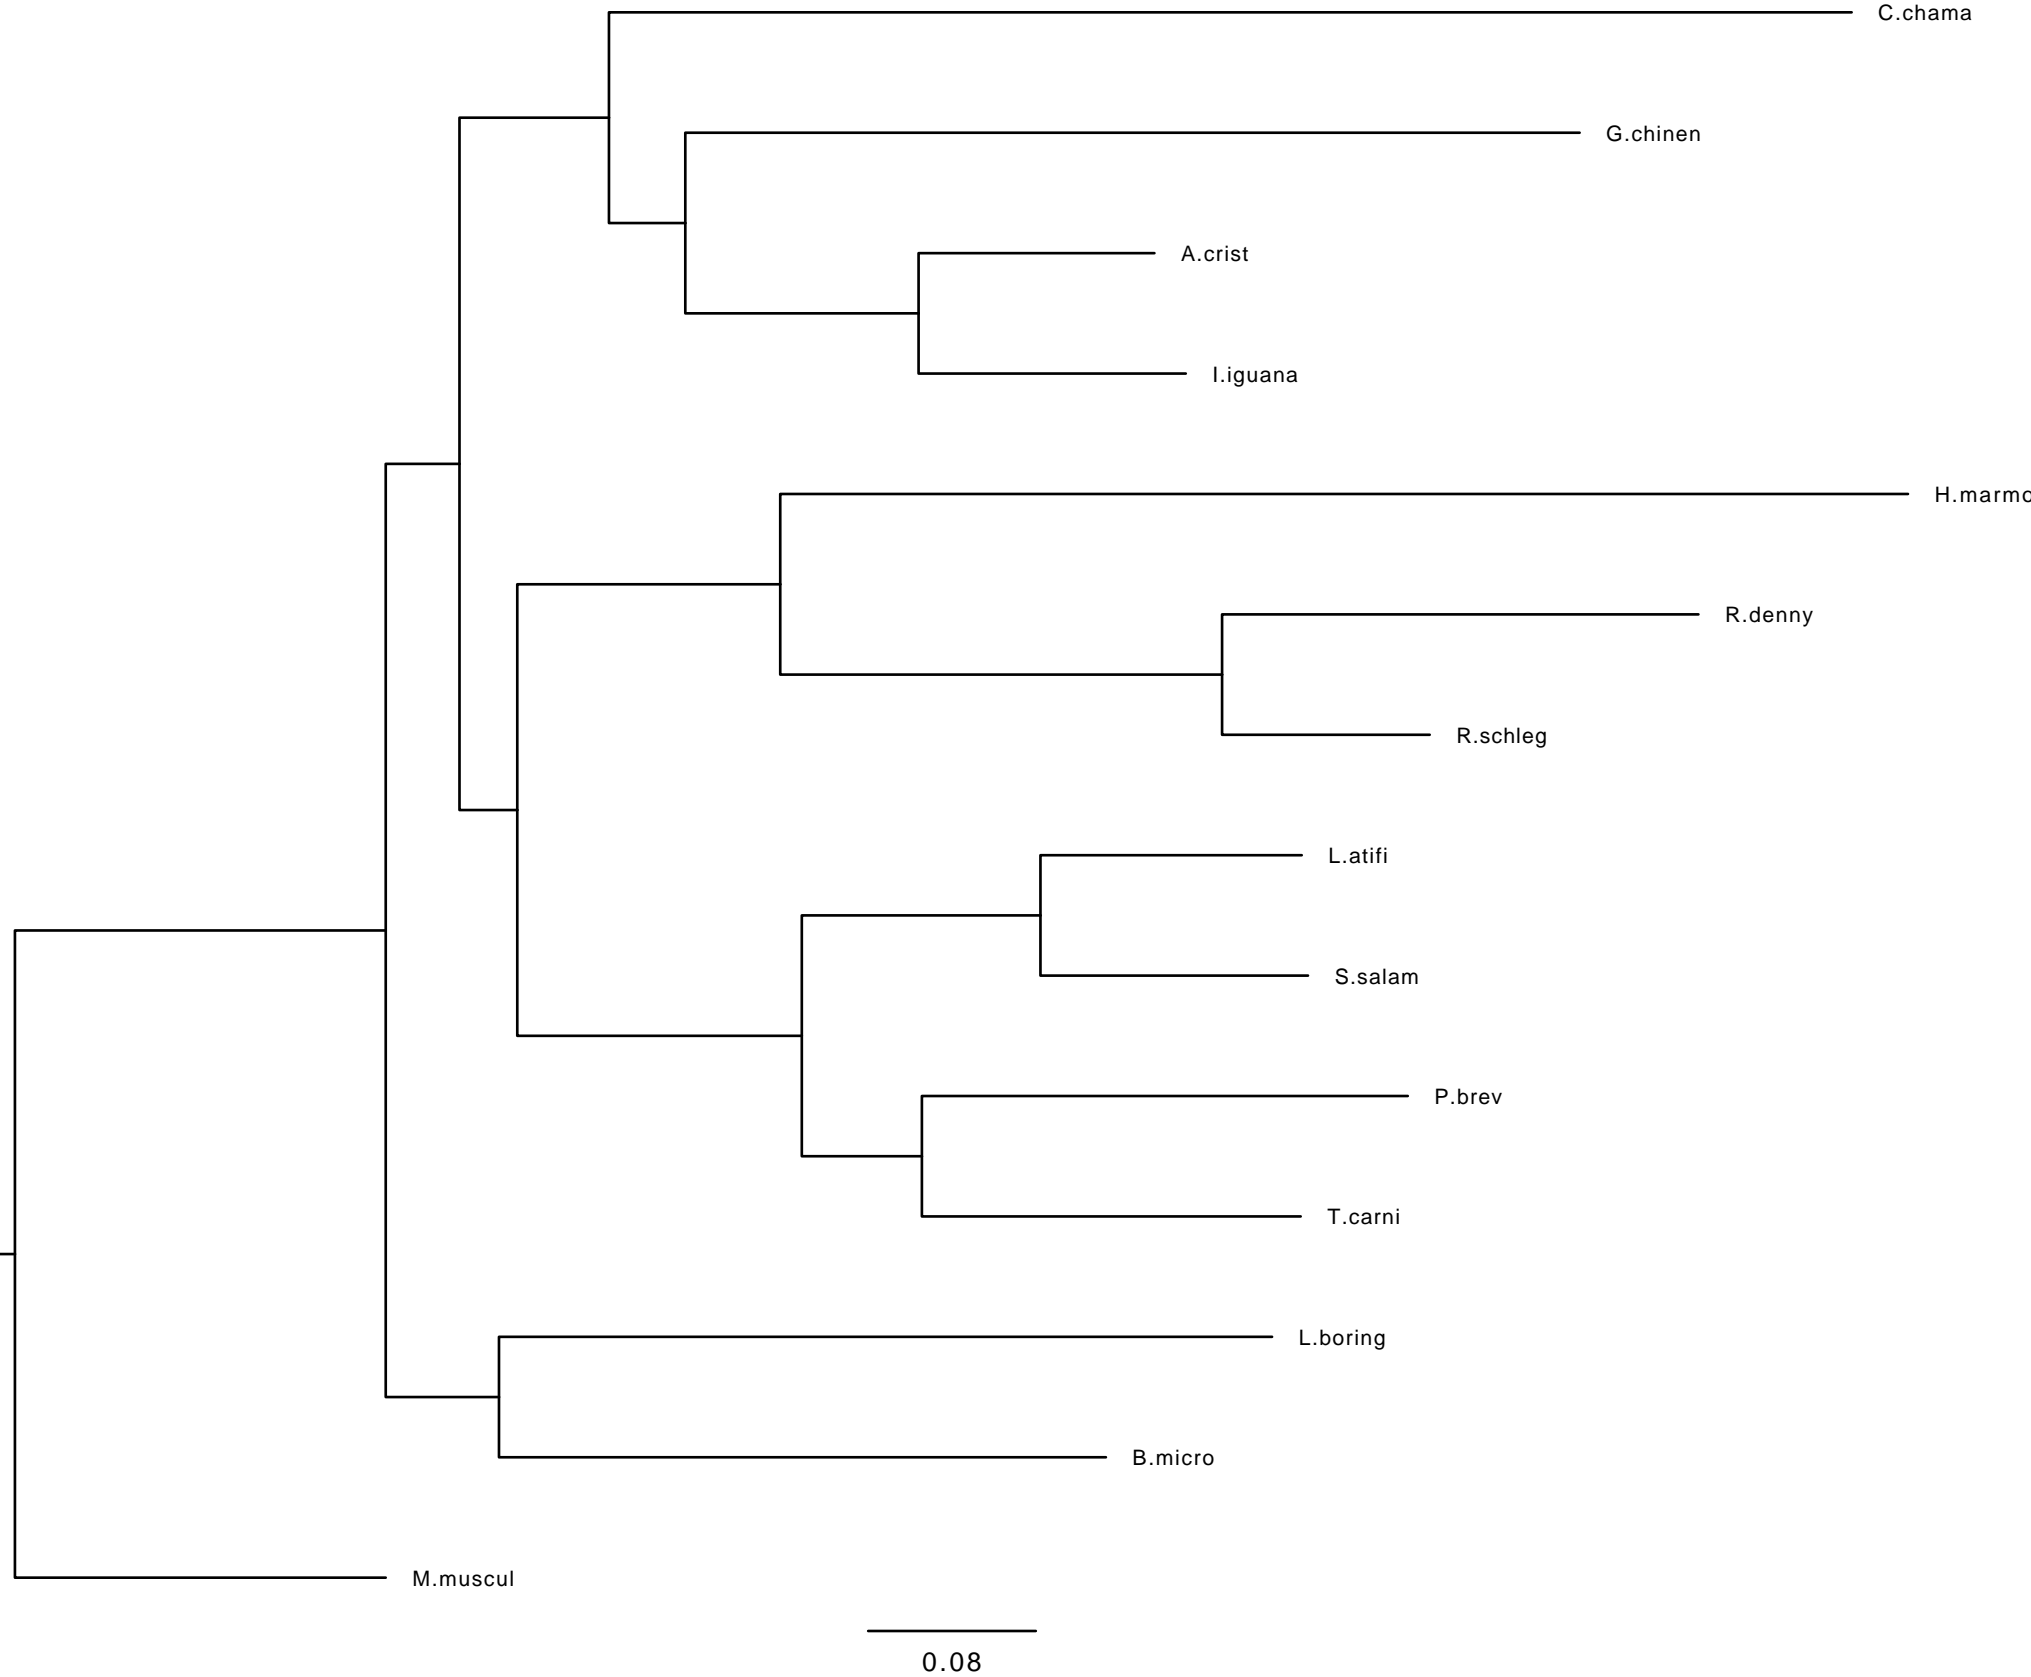 C.chama
G.chinen
A.crist
I.iguana
H.marmo
R.denny
R.schleg
L.atifi
S.salam
P.brev
T.carni
L.boring
B.micro
M.muscul
0.08